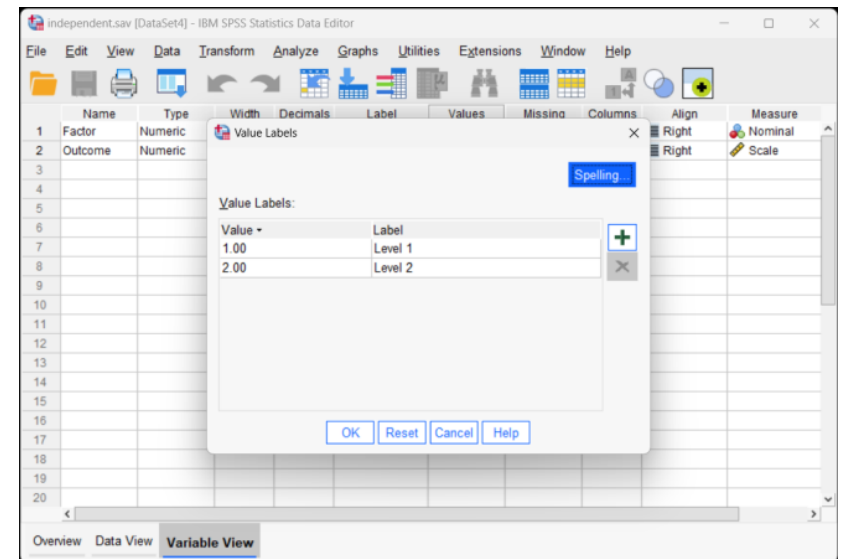 independent.sav [DataSet4] - IBM SPSS Statistics Data Editor
File Edit View Data Transform Analyze Graphs Utilities Extensions Window Help
Name Type Width Decimals Label Values Missing Columns Align Measure
1 Factor Numeric Right Nominal
2 Outcome Numeric Right Scale
Value Labels
Spelling...
Value Labels:
Value Label
1.00 Level 1
2.00 Level 2
OK Reset Cancel Help
3
4
5
6
7
8
9
10
11
12
13
14
15
16
17
18
19
20
Overview Data View Variable View